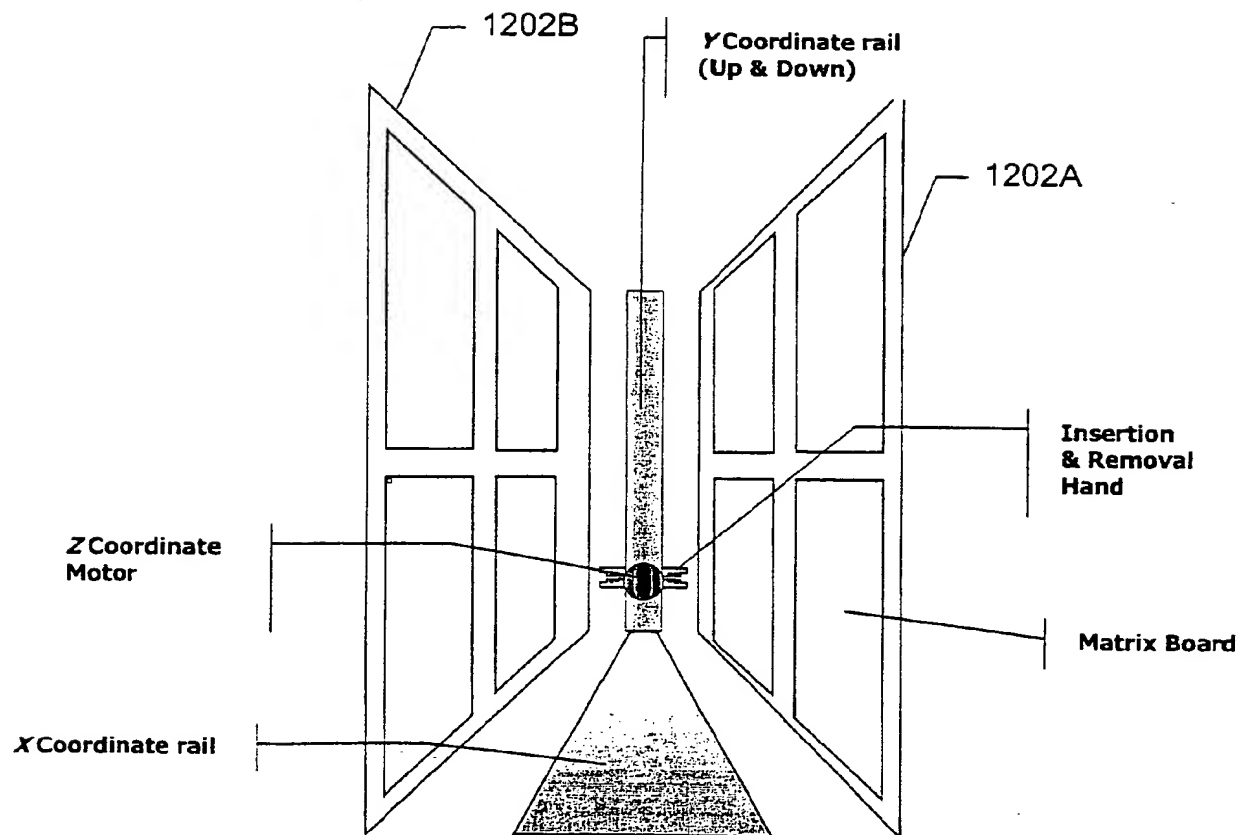 1202B
Y Coordinate rail
(Up & Down)
1202A
Insertion
& Removal
Hand
Z Coordinate
Motor
Matrix Board
X Coordinate rail